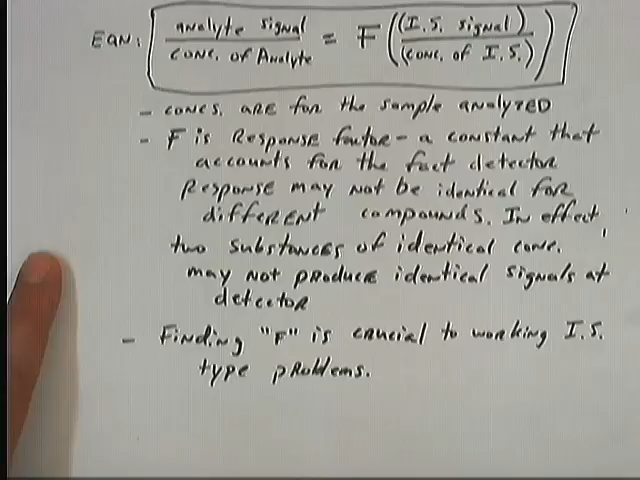 EQN: analyte signal / conc. of Analyte = F ((I.S. signal) / (conc. of I.S.))
- concs. are for the sample analyzed
- F is Response factor - a constant that
accounts for the fact detector
Response may not be identical for
different compounds. In effect,
two substances of identical conc.
may not produce identical signals at
detector
- Finding "F" is crucial to working I.S.
type problems.